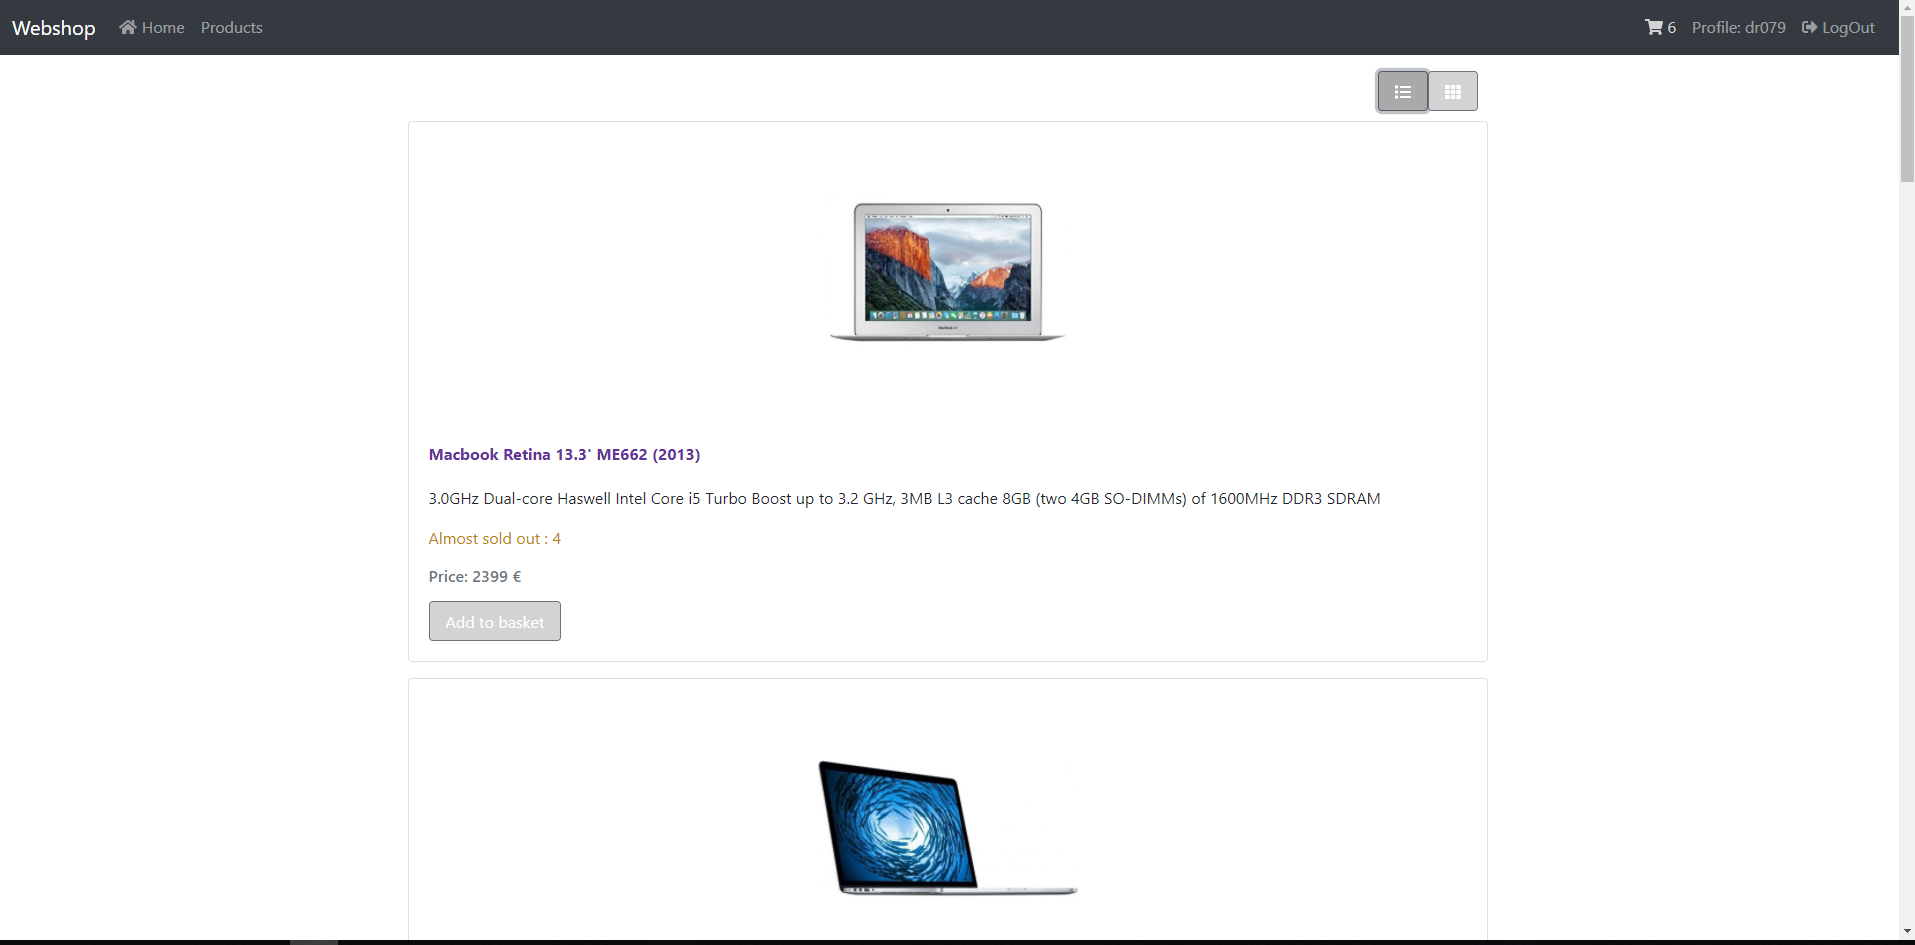 Webshop Home Products 6 Profile: dr079 LogOut
Macbook Retina 13.3' ME662 (2013)
3.0GHz Dual-core Haswell Intel Core i5 Turbo Boost up to 3.2 GHz, 3MB L3 cache 8GB (two 4GB SO-DIMMs) of 1600MHz DDR3 SDRAM
Almost sold out : 4
Price: 2399 €
Add to basket